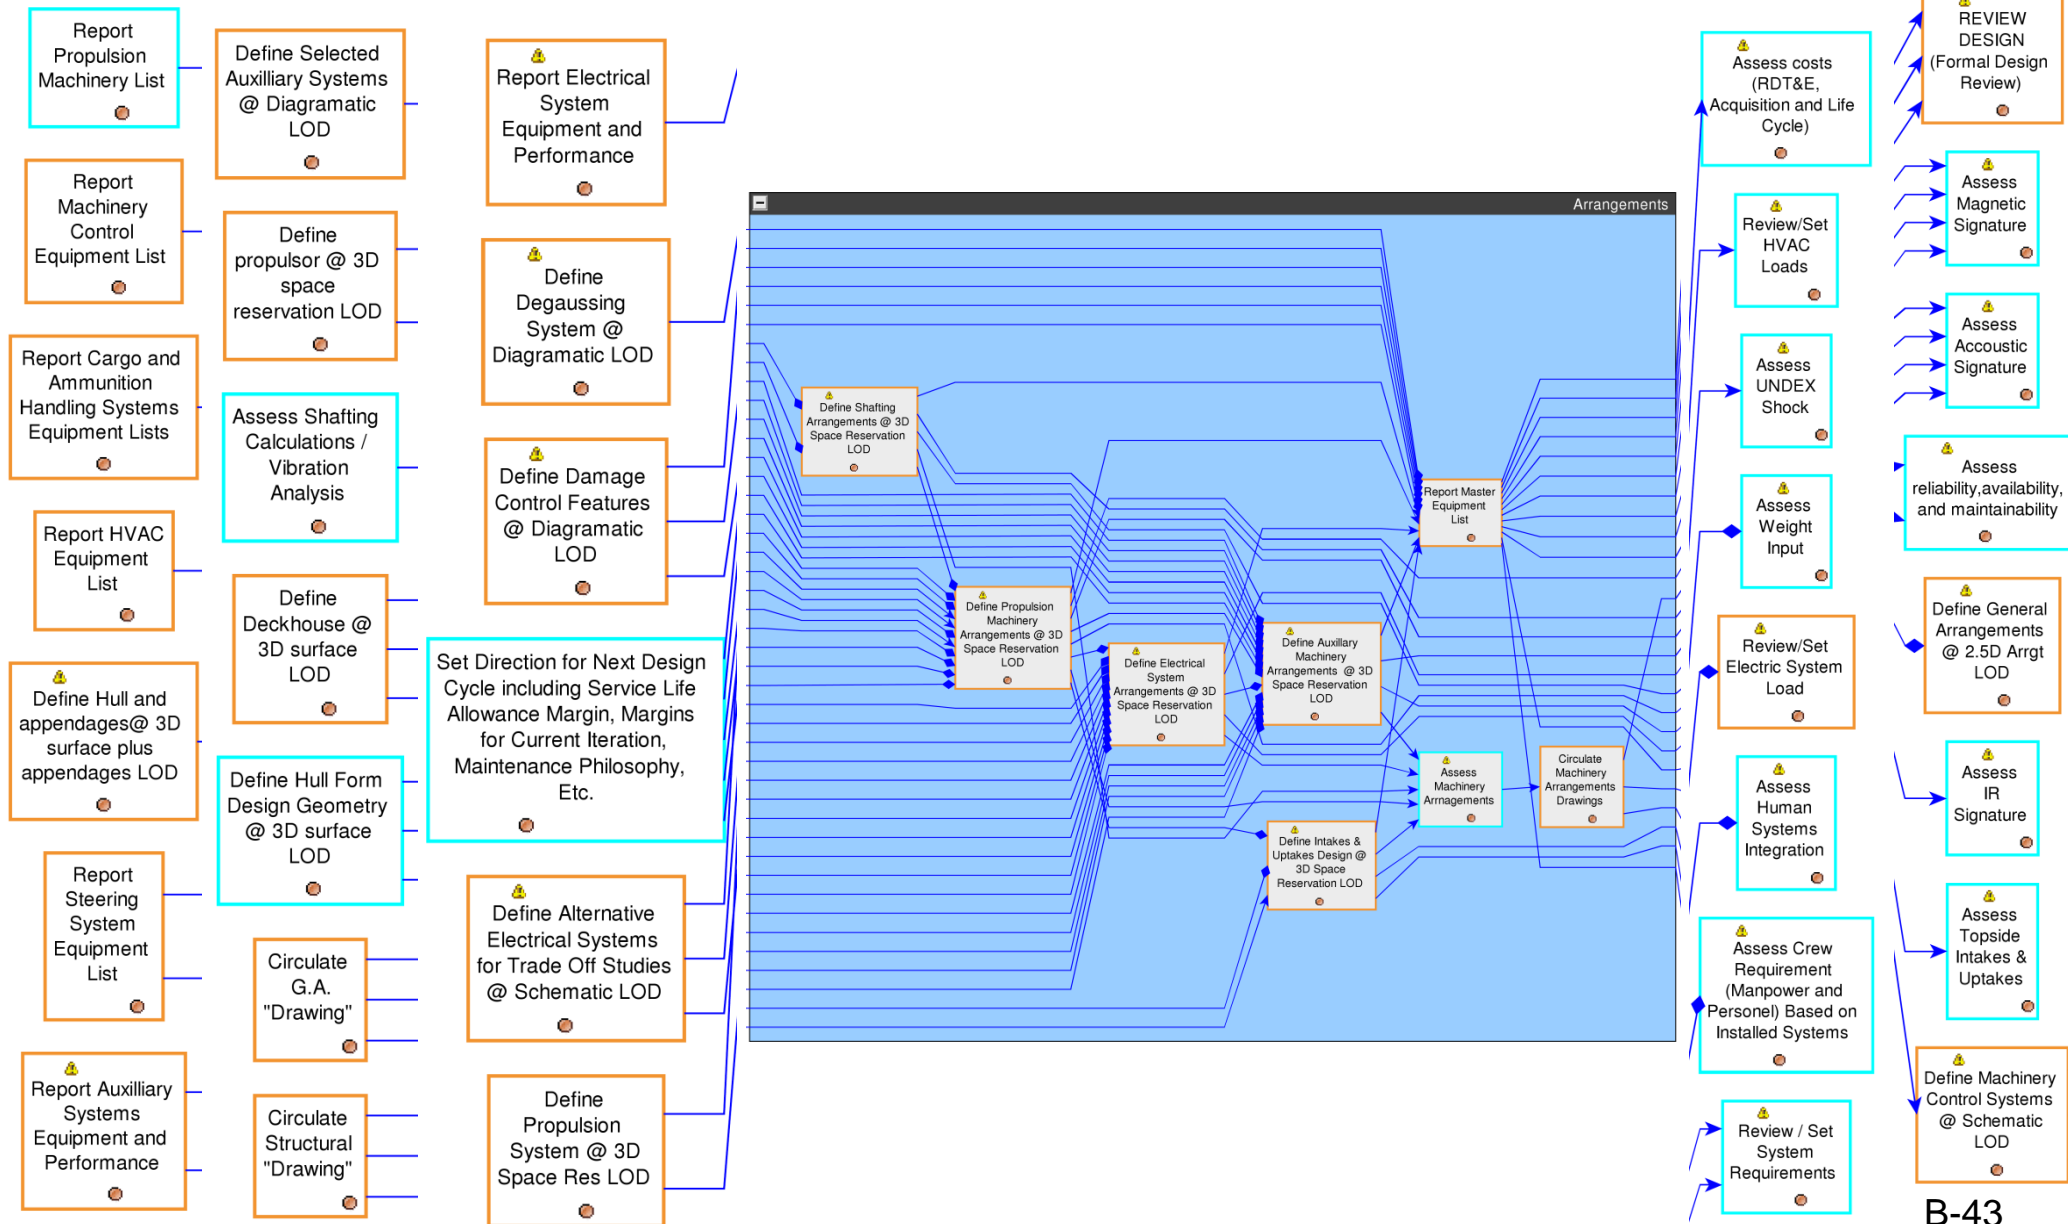 Report
Propulsion
Machinery List
Report
Machinery
Control
Equipment List
Report Cargo and
Ammunition
Handling Systems
Equipment Lists
Report HVAC
Equipment
List
Define Hull and
appendages@ 3D
surface plus
appendages LOD
Report
Steering
System
Equipment
List
Report Auxilliary
Systems
Equipment and
Performance
Define Selected
Auxilliary Systems
@ Diagramatic
LOD
Define
propulsor @ 3D
space
reservation LOD
Assess Shafting
Calculations /
Vibration
Analysis
Define
Deckhouse @
3D surface
LOD
Define Hull Form
Design Geometry
@ 3D surface
LOD
Circulate
G.A.
"Drawing"
Circulate
Structural
"Drawing"
Report Electrical
System
Equipment and
Performance
Define
Degaussing
System @
Diagramatic LOD
Define Damage
Control Features
@ Diagramatic
LOD
Set Direction for Next Design
Cycle including Service Life
Allowance Margin, Margins
for Current Iteration,
Maintenance Philosophy,
Etc.
Define Alternative
Electrical Systems
for Trade Off Studies
@ Schematic LOD
Define
Propulsion
System @ 3D
Space Res LOD
Arrangements
Define Shafting
Arrangements @ 3D
Space Reservation
LOD
Define Propulsion
Machinery
Arrangements @ 3D
Space Reservation
LOD
Define Electrical
System
Arrangements @ 3D
Space Reservation
LOD
Define Auxillary
Machinery
Arrangements @ 3D
Space Reservation
LOD
Define Intakes &
Uptakes Design @
3D Space
Reservation LOD
Report Master
Equipment
List
Assess
Machinery
Arrnagements
Circulate
Machinery
Arrangements
Drawings
Assess costs
(RDT&E,
Acquisition and Life
Cycle)
Review/Set
HVAC
Loads
Assess
UNDEX
Shock
Assess
Weight
Input
Review/Set
Electric System
Load
Assess
Human
Systems
Integration
Assess Crew
Requirement
(Manpower and
Personel) Based on
Installed Systems
Review / Set
System
Requirements
REVIEW
DESIGN
(Formal Design
Review)
Assess
Magnetic
Signature
Assess
Accoustic
Signature
Assess
reliability,availability,
and maintainability
Define General
Arrangements
@ 2.5D Arrgt
LOD
Assess
IR
Signature
Assess
Topside
Intakes &
Uptakes
Define Machinery
Control Systems
@ Schematic
LOD
B-43